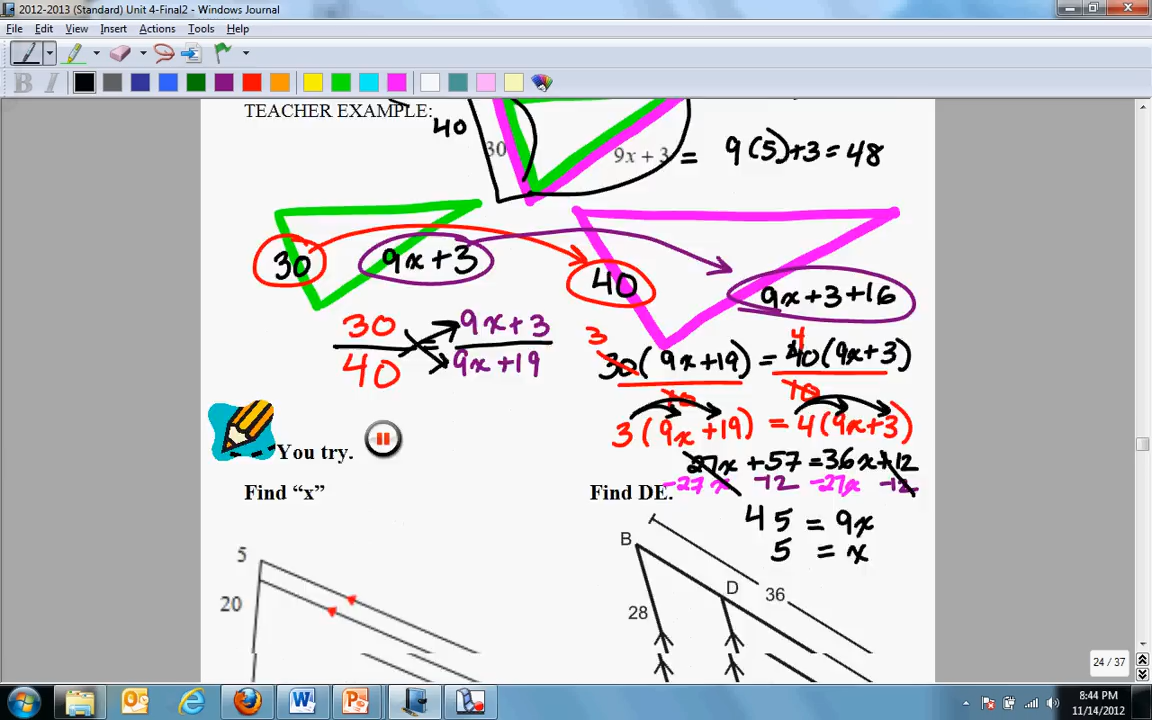 2012-2013 (Standard) Unit 4-Final2 - Windows Journal
File Edit View Insert Actions Tools Help
B I
TEACHER EXAMPLE:
40
30
9x + 3 = 9(5)+3=48
30 9x+3
40 9x+3+16
30 9x+3
40 9x+19
3 4
30(9x+19) = 40(9x+3)
10 10
3(9x+19) = 4(9x+3)
27x +57 = 36x+12
-27x -12 -27x -12
45 = 9x
5 = x
You try.
Find “x”
Find DE.
5
20
B
D
36
28
24 / 37
8:44 PM
11/14/2012